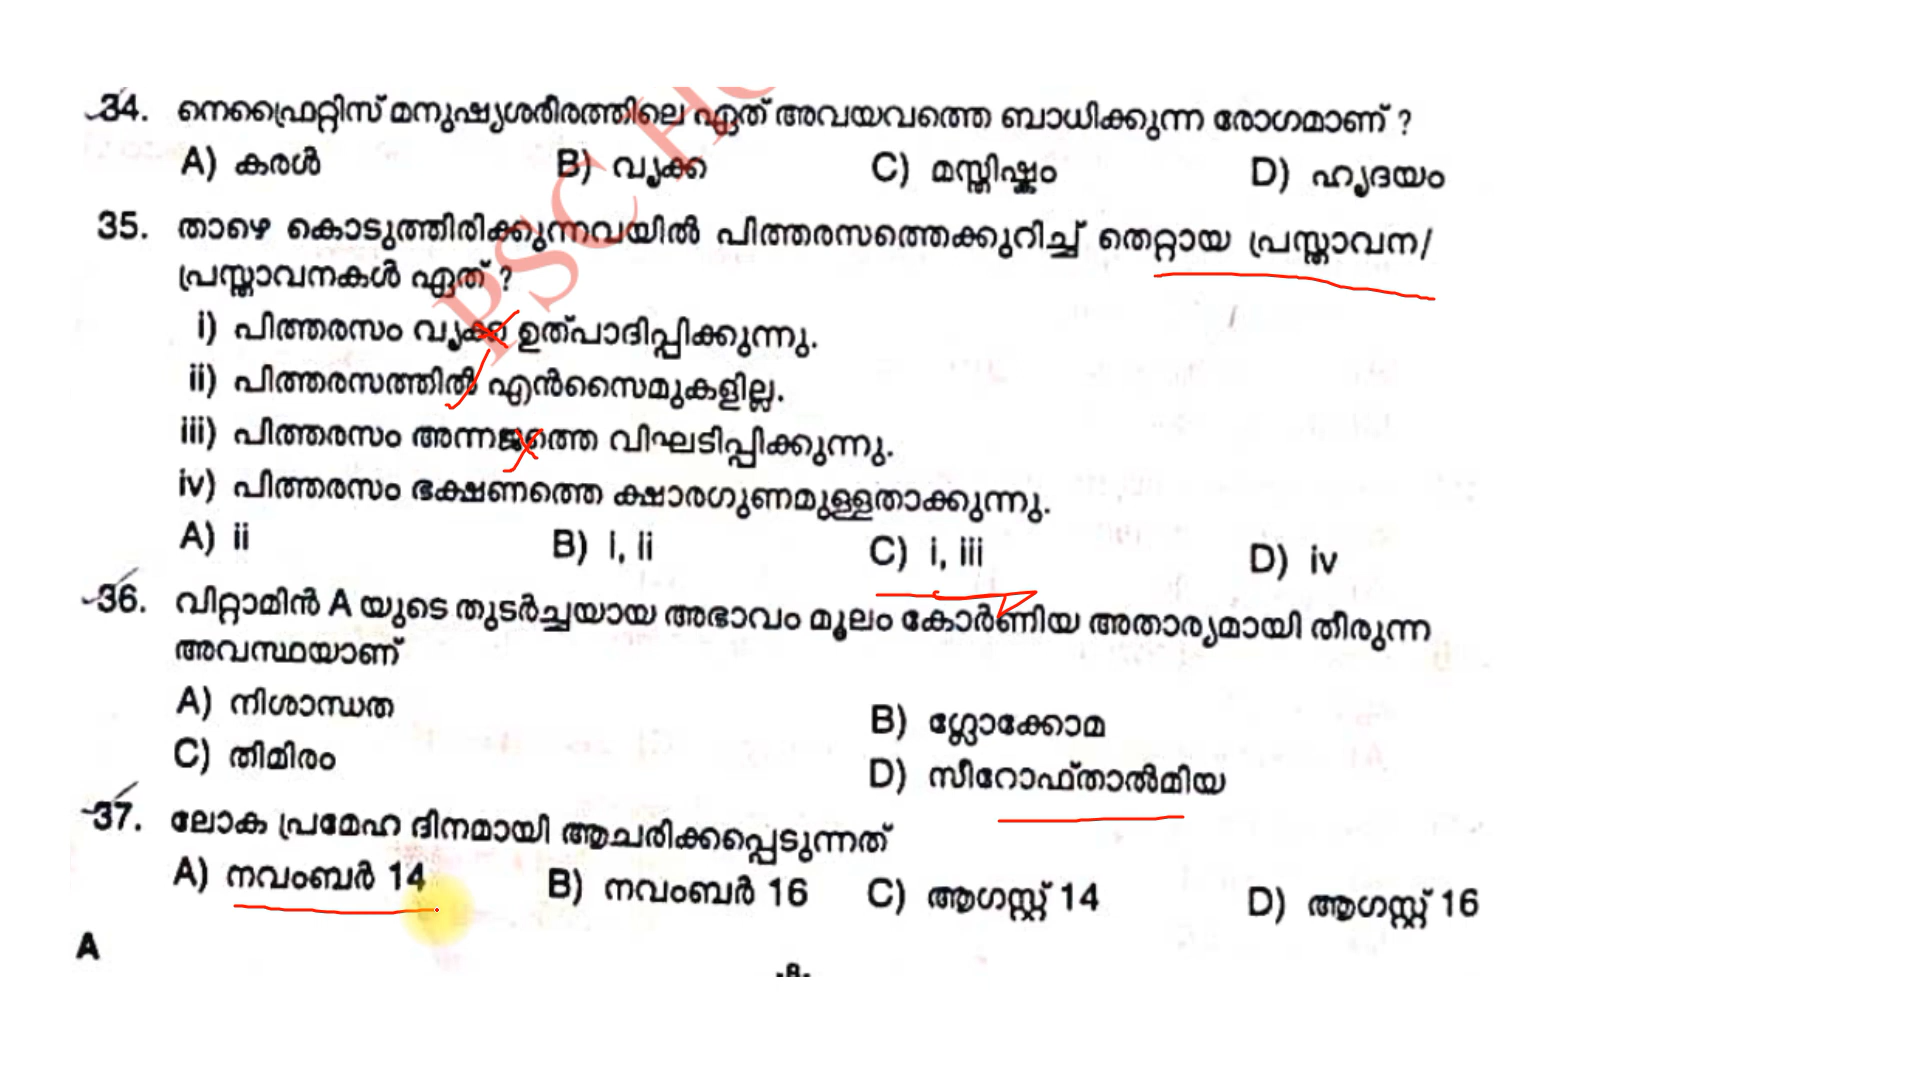 34. നെഫ്രൈറ്റിസ് മനുഷ്യശരീരത്തിലെ ഏത് അവയവത്തെ ബാധിക്കുന്ന രോഗമാണ് ?
A) കരൾ B) വൃക്ക C) മസ്തിഷ്കം D) ഹൃദയം
35. താഴെ കൊടുത്തിരിക്കുന്നവയിൽ പിത്തരസത്തെക്കുറിച്ച് തെറ്റായ പ്രസ്താവന/
പ്രസ്താവനകൾ ഏത് ?
i) പിത്തരസം വൃക്ക ഉത്പാദിപ്പിക്കുന്നു.
ii) പിത്തരസത്തിൽ എൻസൈമുകളില്ല.
iii) പിത്തരസം അന്നജത്തെ വിഘടിപ്പിക്കുന്നു.
iv) പിത്തരസം ഭക്ഷണത്തെ ക്ഷാരഗുണമുള്ളതാക്കുന്നു.
A) ii B) i, ii C) i, iii D) iv
36. വിറ്റാമിൻ A യുടെ തുടർച്ചയായ അഭാവം മൂലം കോർണിയ അതാര്യമായി തീരുന്ന
അവസ്ഥയാണ്
A) നിശാന്ധത B) ഗ്ലോക്കോമ
C) തിമിരം D) സീറോഫ്താൽമിയ
37. ലോക പ്രമേഹ ദിനമായി ആചരിക്കപ്പെടുന്നത്
A) നവംബർ 14 B) നവംബർ 16 C) ആഗസ്റ്റ് 14 D) ആഗസ്റ്റ് 16
A
PSC